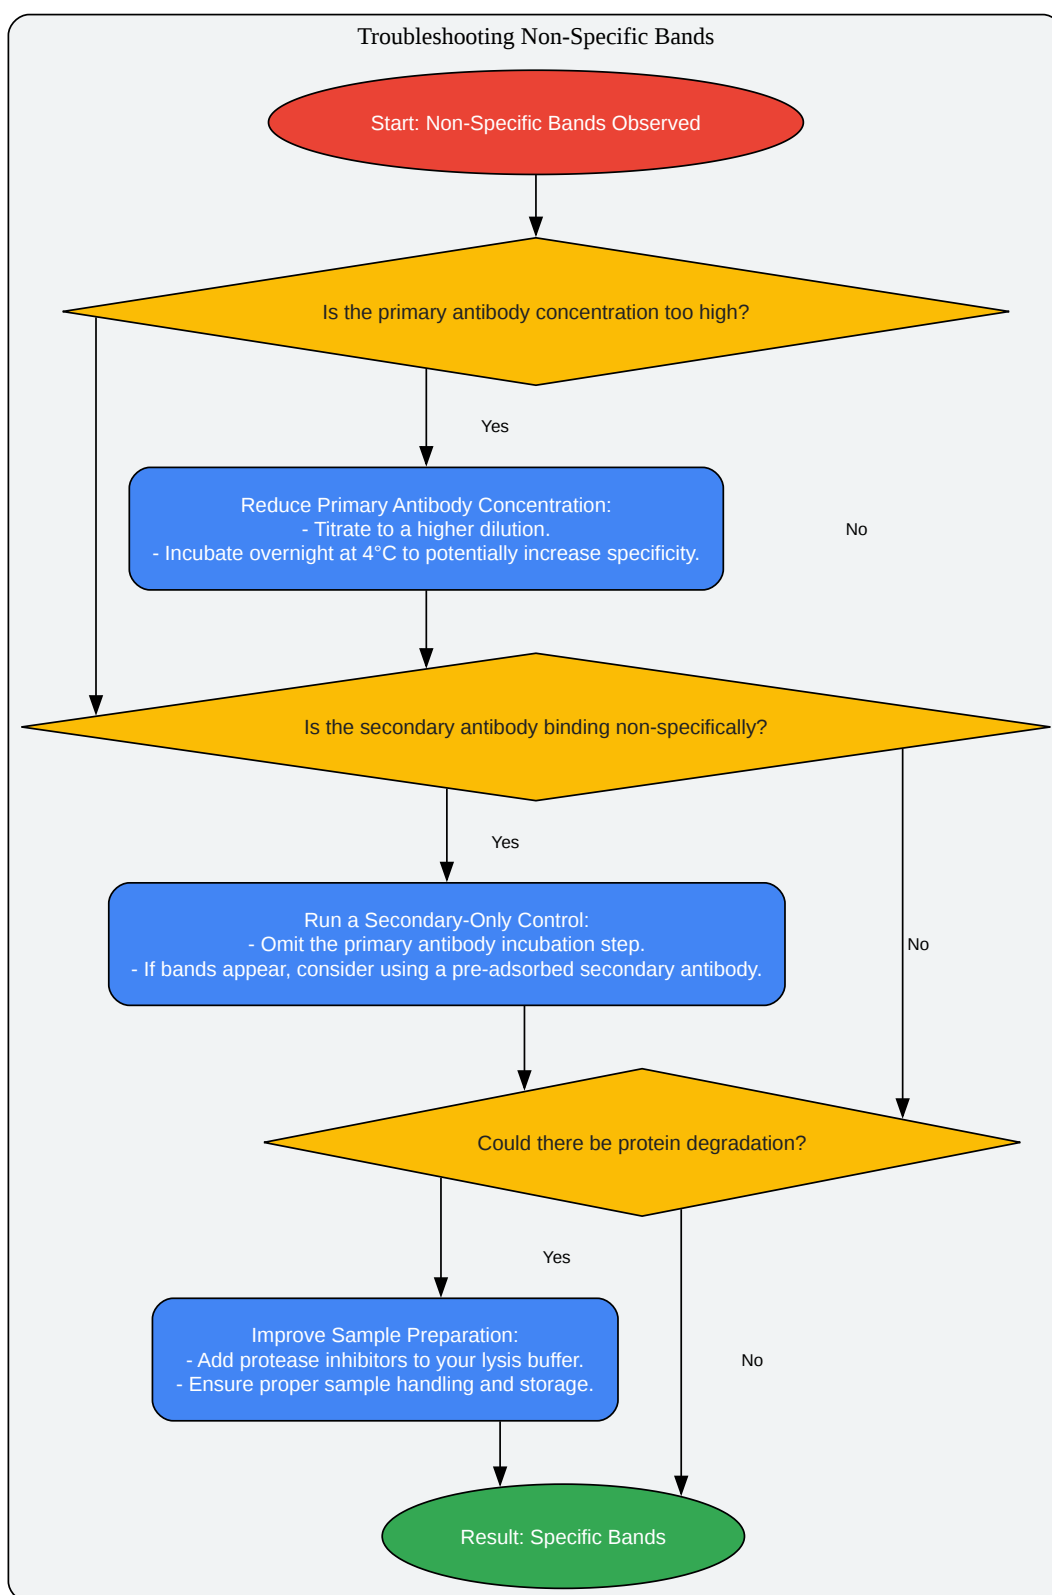 Troubleshooting Non-Specific Bands
Start: Non-Specific Bands Observed
Is the primary antibody concentration too high?
Yes
Reduce Primary Antibody Concentration:
- Titrate to a higher dilution.
- Incubate overnight at 4°C to potentially increase specificity.
No
Is the secondary antibody binding non-specifically?
Yes
Run a Secondary-Only Control:
- Omit the primary antibody incubation step.
- If bands appear, consider using a pre-adsorbed secondary antibody.
No
Could there be protein degradation?
Yes
Improve Sample Preparation:
- Add protease inhibitors to your lysis buffer.
- Ensure proper sample handling and storage.
No
Result: Specific Bands